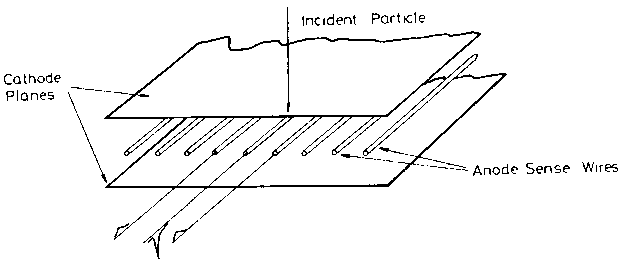 Incident Particle
Cathode
Planes
Anode Sense Wires